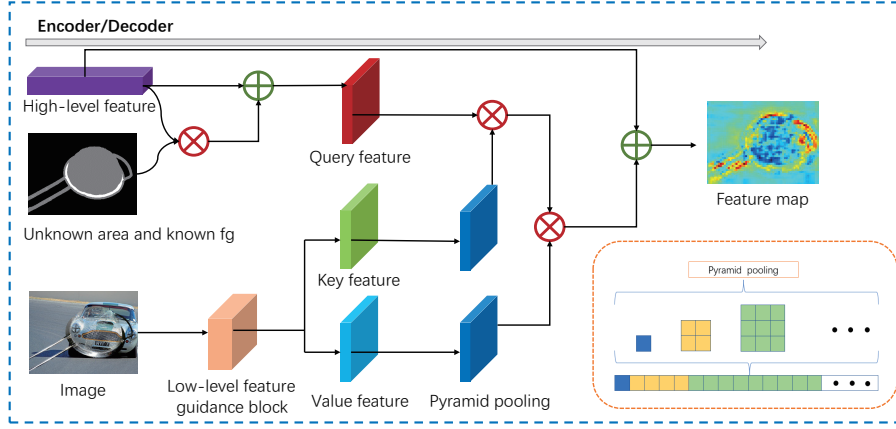 Encoder/Decoder
High-level feature
Query feature
Unknown area and known fg
Feature map
Key feature
Pyramid pooling
Image
Low-level feature
guidance block
Value feature
Pyramid pooling